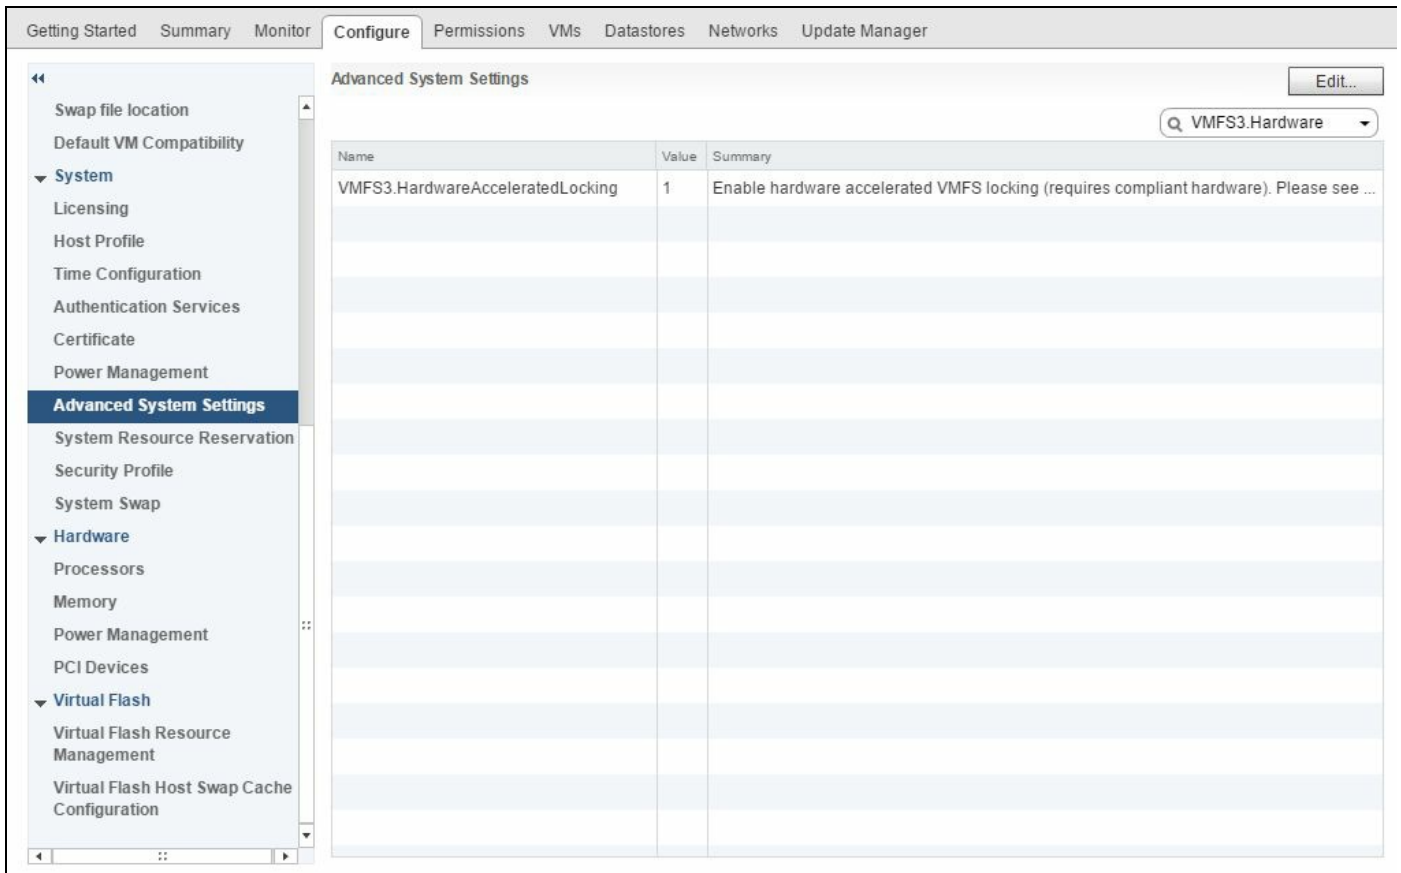 Getting Started Summary Monitor Configure Permissions VMs Datastores Networks Update Manager
Swap file location
Default VM Compatibility
System
Licensing
Host Profile
Time Configuration
Authentication Services
Certificate
Power Management
Advanced System Settings
System Resource Reservation
Security Profile
System Swap
Hardware
Processors
Memory
Power Management
PCI Devices
Virtual Flash
Virtual Flash Resource
Management
Virtual Flash Host Swap Cache
Configuration
Advanced System Settings
Edit...
VMFS3.Hardware
Name Value Summary
VMFS3.HardwareAcceleratedLocking 1 Enable hardware accelerated VMFS locking (requires compliant hardware). Please see ...